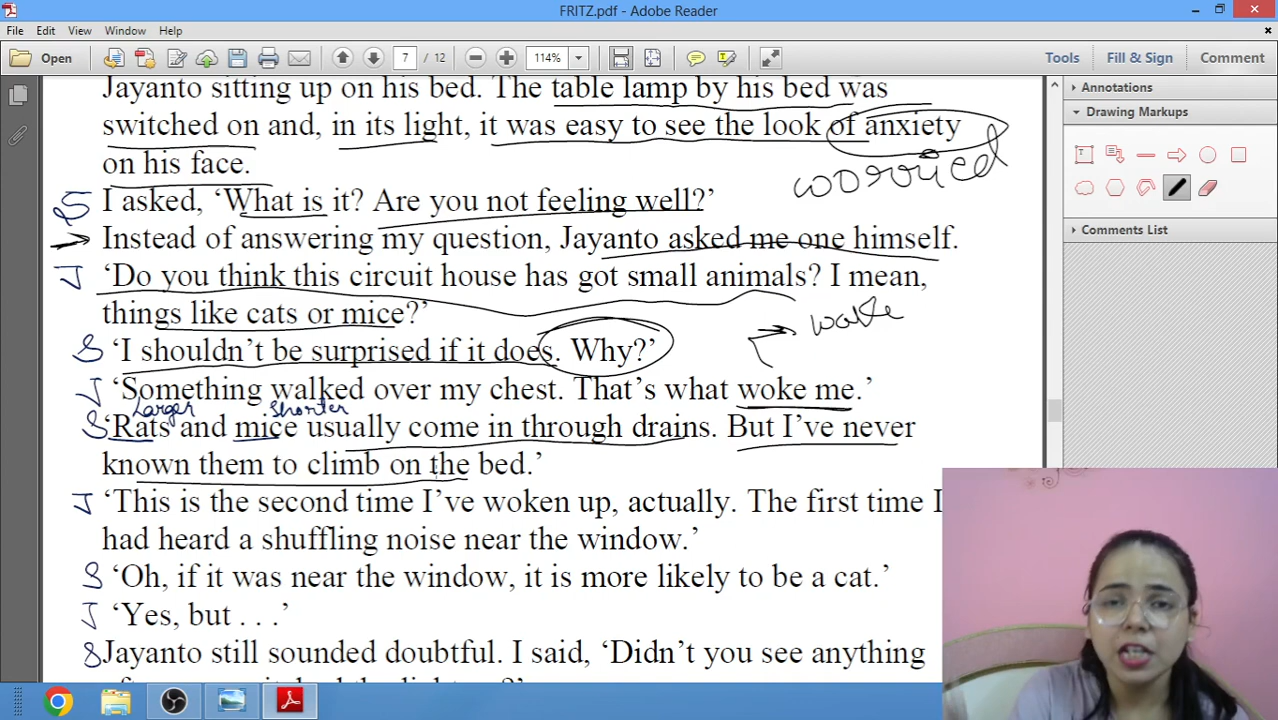 FRITZ.pdf - Adobe Reader
File Edit View Window Help
Open 7 / 12 114% Tools Fill & Sign Comment
Jayanto sitting up on his bed. The table lamp by his bed was
switched on and, in its light, it was easy to see the look of anxiety
on his face.
worried
S I asked, ‘What is it? Are you not feeling well?’
Instead of answering my question, Jayanto asked me one himself.
J ‘Do you think this circuit house has got small animals? I mean,
things like cats or mice?’
wake
S ‘I shouldn’t be surprised if it does. Why?’
J ‘Something walked over my chest. That’s what woke me.’
Larger shorter
S ‘Rats and mice usually come in through drains. But I’ve never
known them to climb on the bed.’
J ‘This is the second time I’ve woken up, actually. The first time I
had heard a shuffling noise near the window.’
S ‘Oh, if it was near the window, it is more likely to be a cat.’
J ‘Yes, but . . .’
S Jayanto still sounded doubtful. I said, ‘Didn’t you see anything
Annotations
Drawing Markups
Comments List